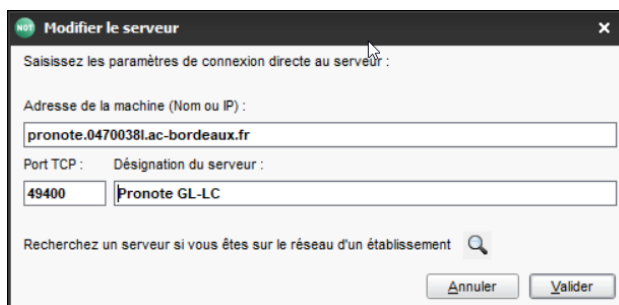 NOT Modifier le serveur
Saisissez les paramètres de connexion directe au serveur :
Adresse de la machine (Nom ou IP) :
pronote.0470038l.ac-bordeaux.fr
Port TCP : Désignation du serveur :
49400 Pronote GL-LC
Recherchez un serveur si vous êtes sur le réseau d'un établissement
Annuler Valider